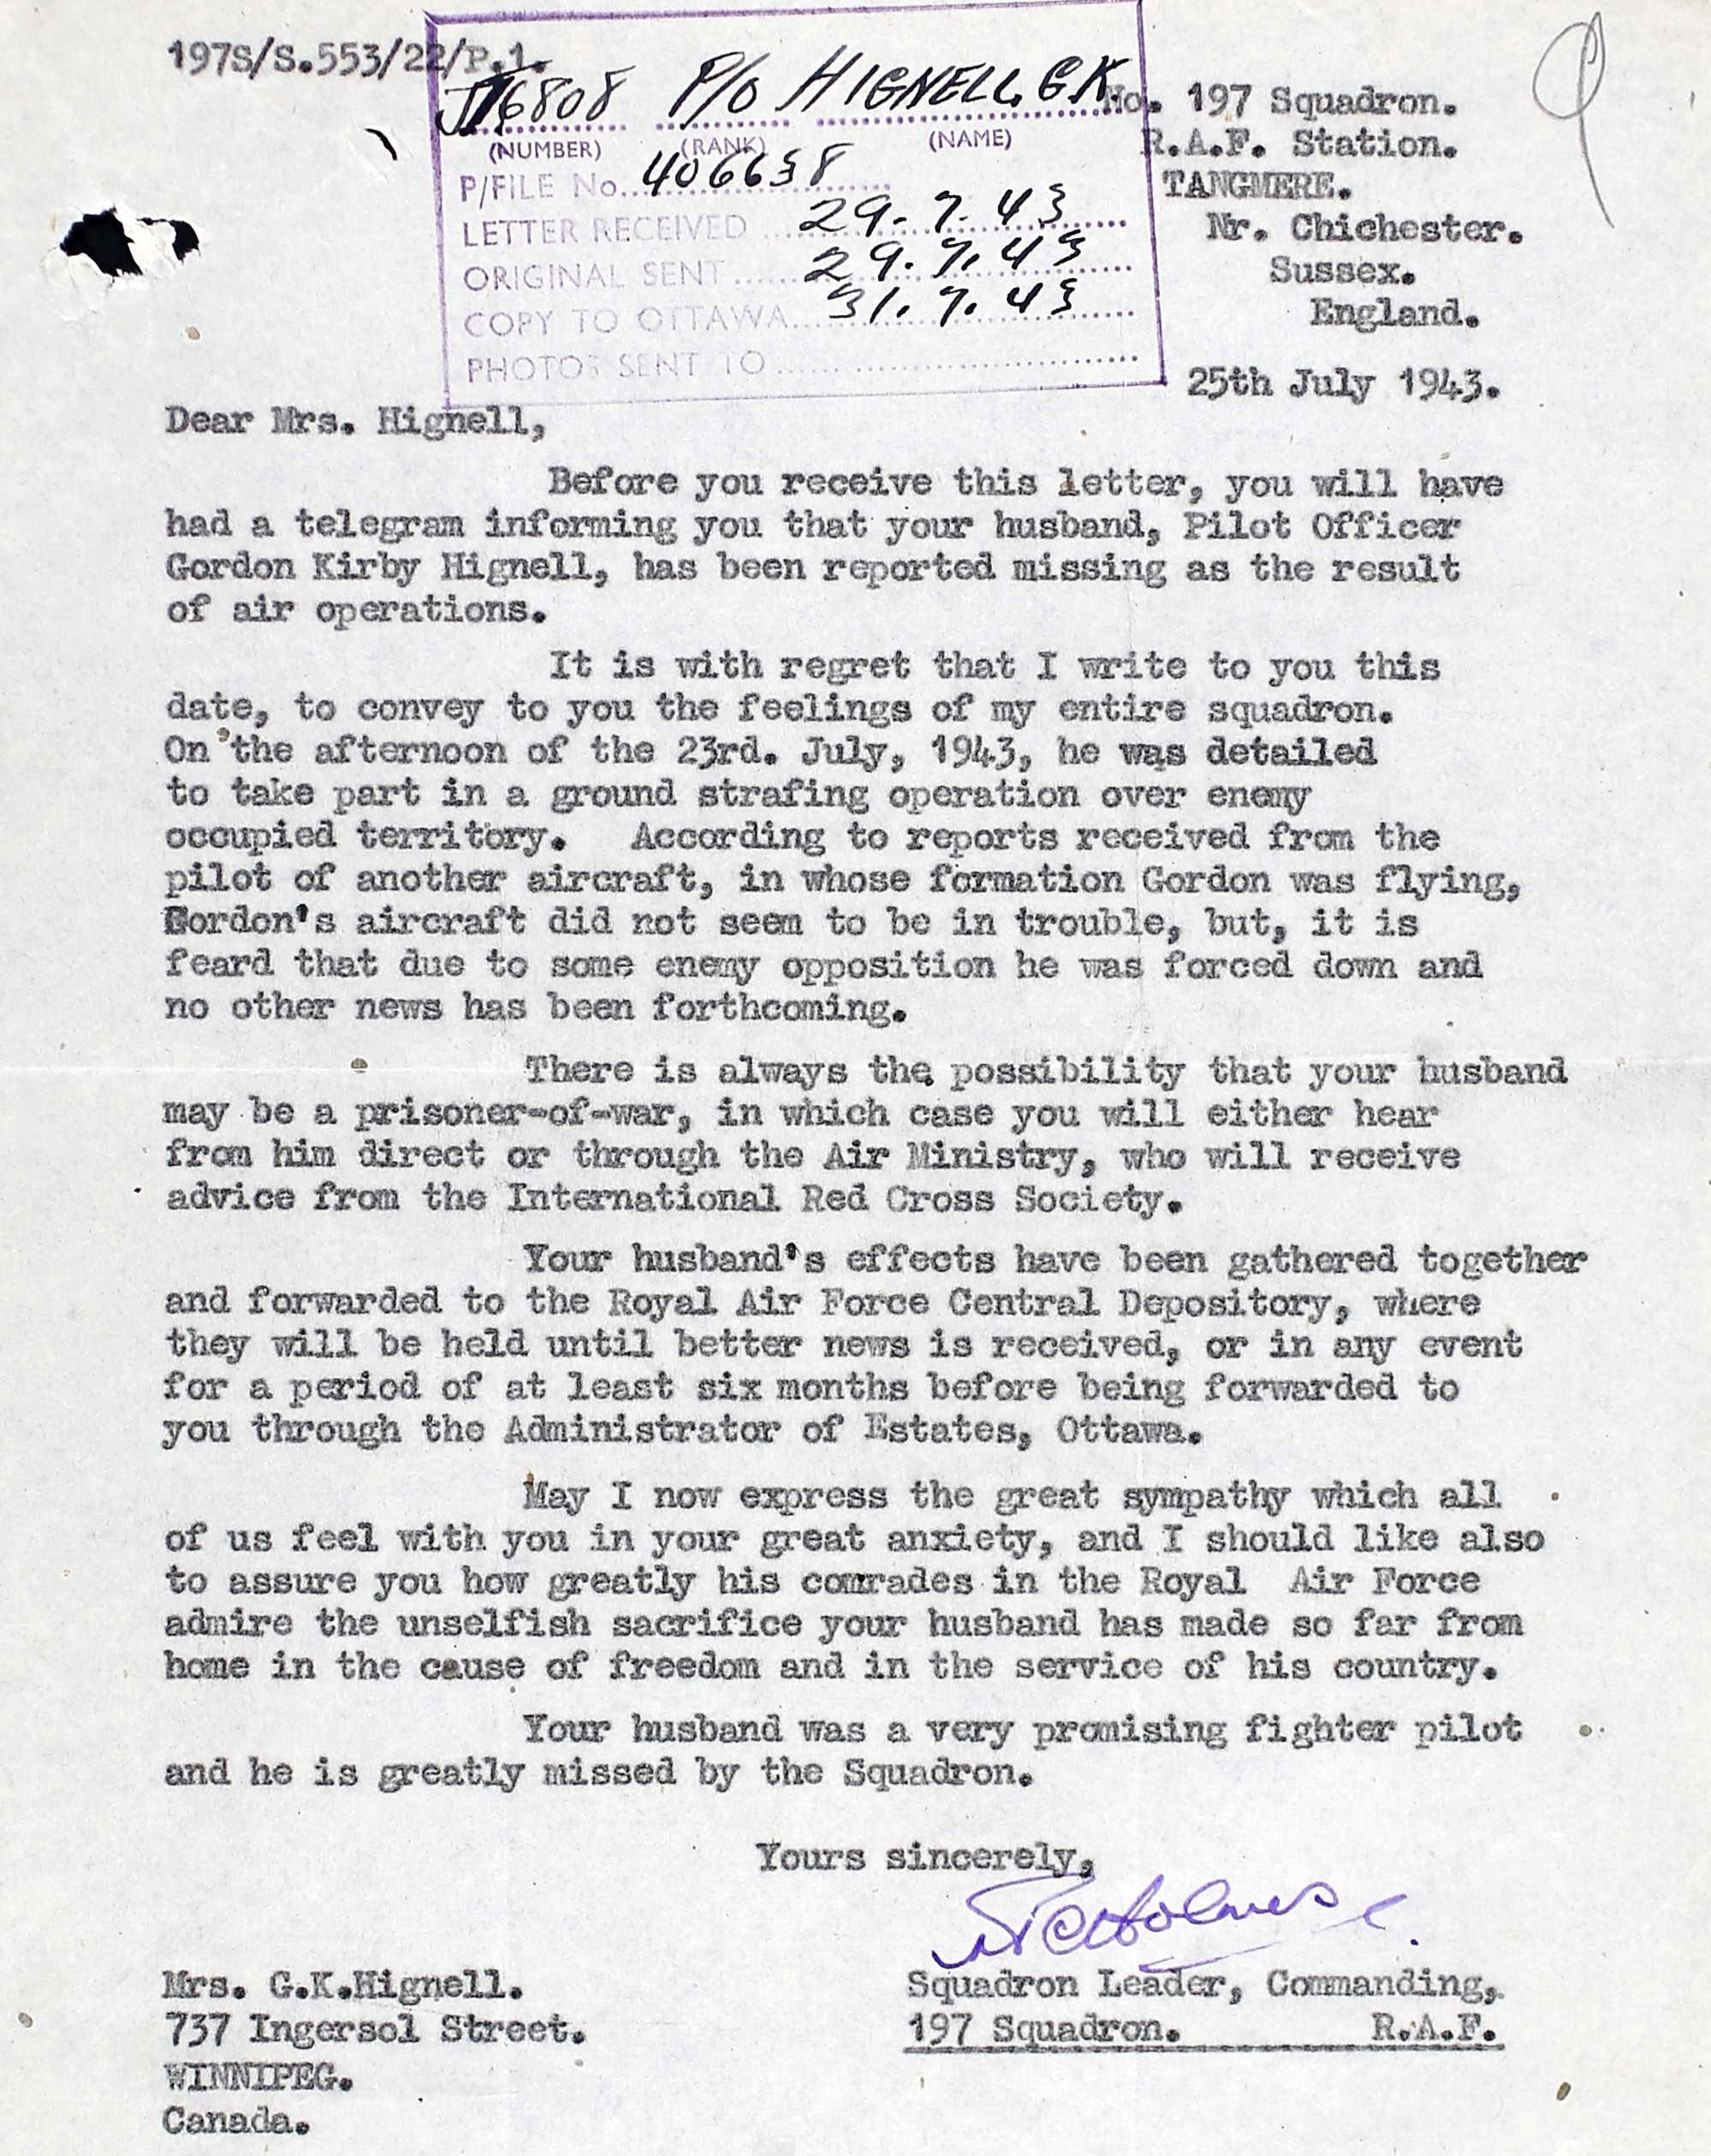 197S/S.553/22/P.1.
J16808 P/O HIGNELL, G.K.
(NUMBER) (RANK) (NAME)
P/FILE No. 406638
LETTER RECEIVED 29.7.43
ORIGINAL SENT 29.7.43
COPY TO OTTAWA 31.7.43
PHOTOS SENT TO
No. 197 Squadron.
R.A.F. Station.
TANGMERE.
Nr. Chichester.
Sussex.
England.
25th July 1943.
Dear Mrs. Hignell,
Before you receive this letter, you will have
had a telegram informing you that your husband, Pilot Officer
Gordon Kirby Hignell, has been reported missing as the result
of air operations.
It is with regret that I write to you this
date, to convey to you the feelings of my entire squadron.
On the afternoon of the 23rd. July, 1943, he was detailed
to take part in a ground strafing operation over enemy
occupied territory. According to reports received from the
pilot of another aircraft, in whose formation Gordon was flying,
Gordon's aircraft did not seem to be in trouble, but, it is
feard that due to some enemy opposition he was forced down and
no other news has been forthcoming.
There is always the possibility that your husband
may be a prisoner-of-war, in which case you will either hear
from him direct or through the Air Ministry, who will receive
advice from the International Red Cross Society.
Your husband's effects have been gathered together
and forwarded to the Royal Air Force Central Depository, where
they will be held until better news is received, or in any event
for a period of at least six months before being forwarded to
you through the Administrator of Estates, Ottawa.
May I now express the great sympathy which all
of us feel with you in your great anxiety, and I should like also
to assure you how greatly his comrades in the Royal Air Force
admire the unselfish sacrifice your husband has made so far from
home in the cause of freedom and in the service of his country.
Your husband was a very promising fighter pilot
and he is greatly missed by the Squadron.
Yours sincerely,
Holmes
Squadron Leader, Commanding,
197 Squadron. R.A.F.
Mrs. G.K.Hignell.
737 Ingersol Street.
WINNIPEG.
Canada.